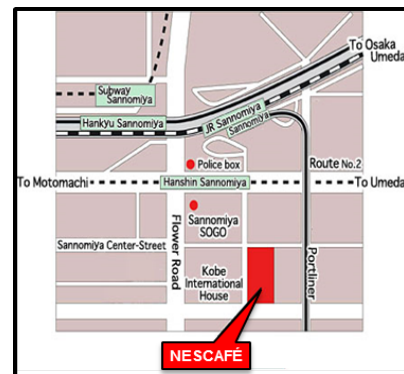 To Osaka
Umeda
Subway
Sannomiya
Hankyu Sannomiya
JR Sannomiya
Sannomiya
Police box
Route No.2
To Motomachi
Hanshin Sannomiya
To Umeda
Sannomiya
SOGO
Flower Road
Sannomiya Center-Street
Kobe
International
House
Portliner
NESCAFÉ